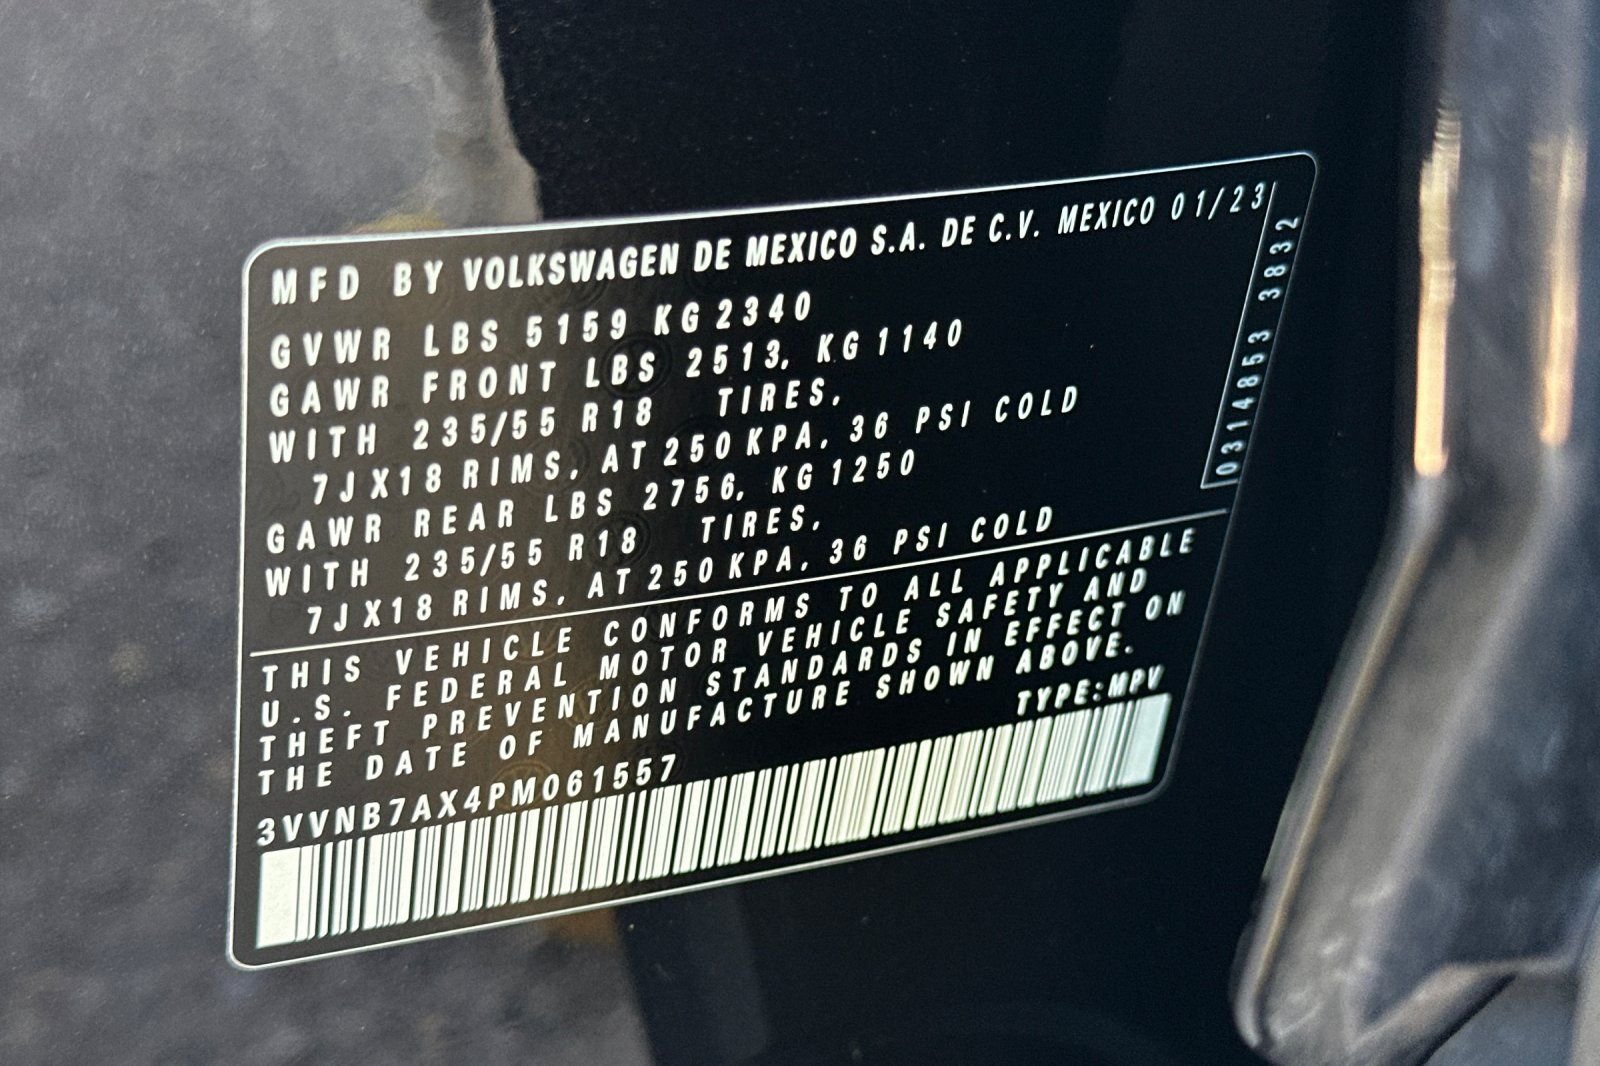 MFD BY VOLKSWAGEN DE MEXICO S.A. DE C.V. MEXICO 01/23
GVWR LBS 5159 KG 2340
GAWR FRONT LBS 2513, KG 1140
WITH 235/55 R18 TIRES,
7JX18 RIMS, AT 250 KPA, 36 PSI COLD
GAWR REAR LBS 2756, KG 1250
WITH 235/55 R18 TIRES,
7JX18 RIMS, AT 250 KPA, 36 PSI COLD
0314853 3832
THIS VEHICLE CONFORMS TO ALL APPLICABLE
U.S. FEDERAL MOTOR VEHICLE SAFETY AND
THEFT PREVENTION STANDARDS IN EFFECT ON
THE DATE OF MANUFACTURE SHOWN ABOVE.
3VVNB7AX4PM061557 TYPE:MPV